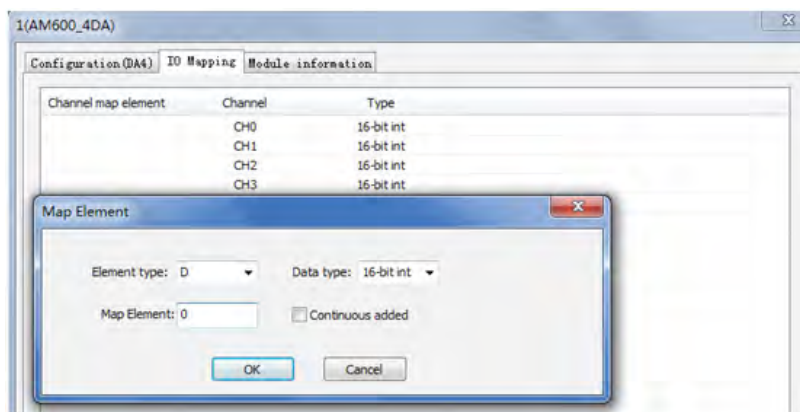 1(AM600_4DA)
Configuration(DA4) IO Mapping Module information
Channel map element Channel Type
CH0 16-bit int
CH1 16-bit int
CH2 16-bit int
CH3 16-bit int
Map Element
Element type: D Data type: 16-bit int
Map Element: 0 Continuous added
OK Cancel